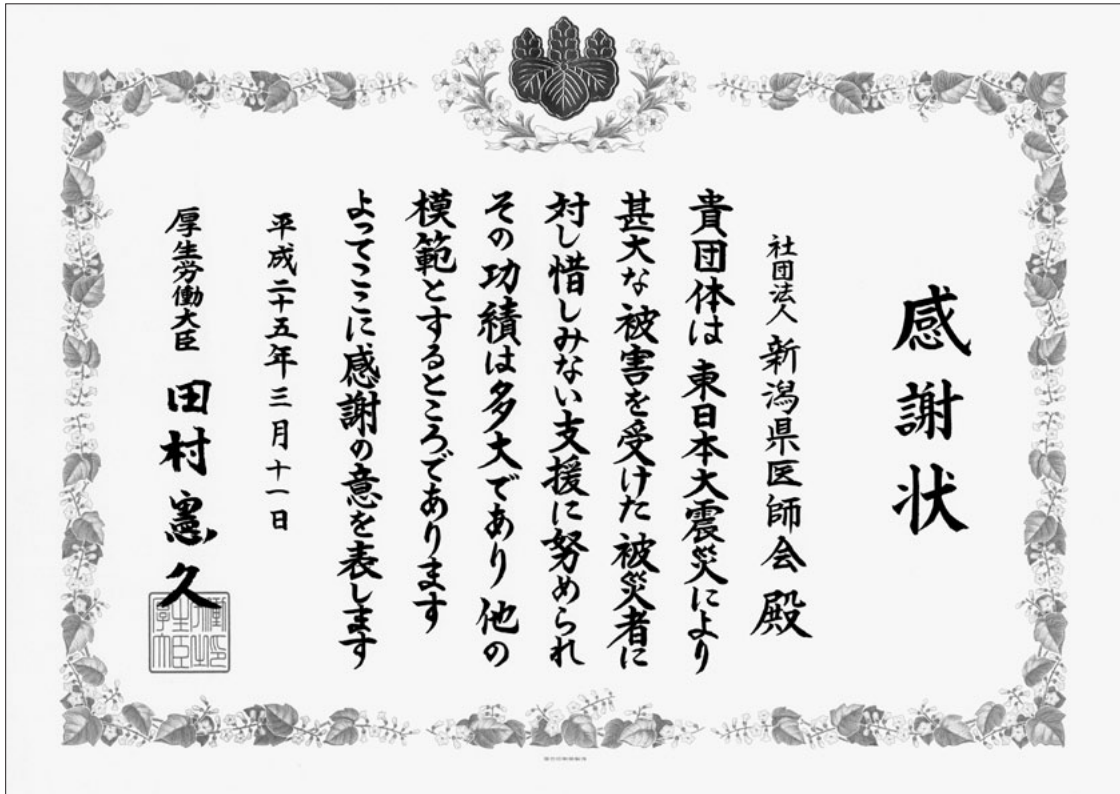 感謝状
社団法人 新潟県医師会 殿
貴団体は東日本大震災により
甚大な被害を受けた被災者に
対し惜しみない支援に努められ
その功績は多大であり他の
模範とするところであります
よってここに感謝の意を表します
平成二十五年三月十一日
厚生労働大臣 田村憲久